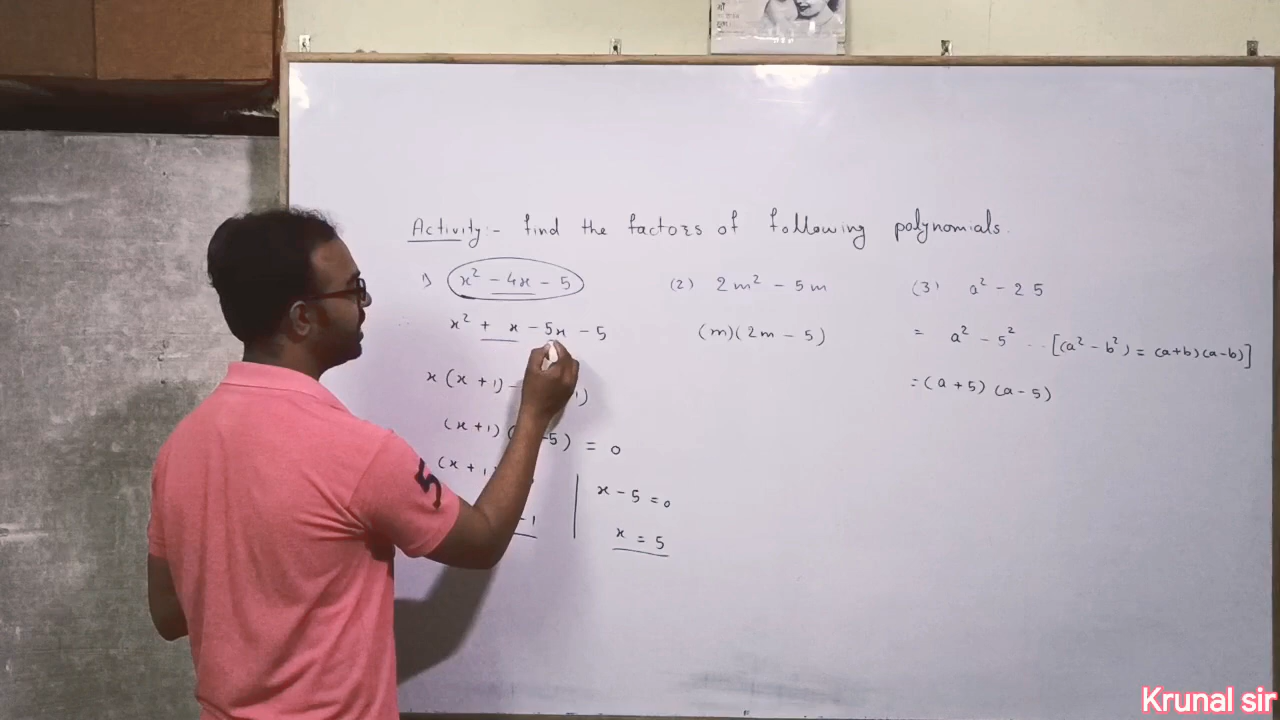 Activity:- find the factors of following polynomials.
1) x² - 4x - 5
x² + x - 5x - 5
x(x+1) - 1)
(x+1) ( -5) = 0
(x+1
-1
x - 5 = 0
x = 5
(2) 2m² - 5m
(m)(2m - 5)
(3) a² - 25
= a² - 5² .. [(a² - b²) = (a+b)(a-b)]
= (a+5)(a-5)
5
Krunal sir